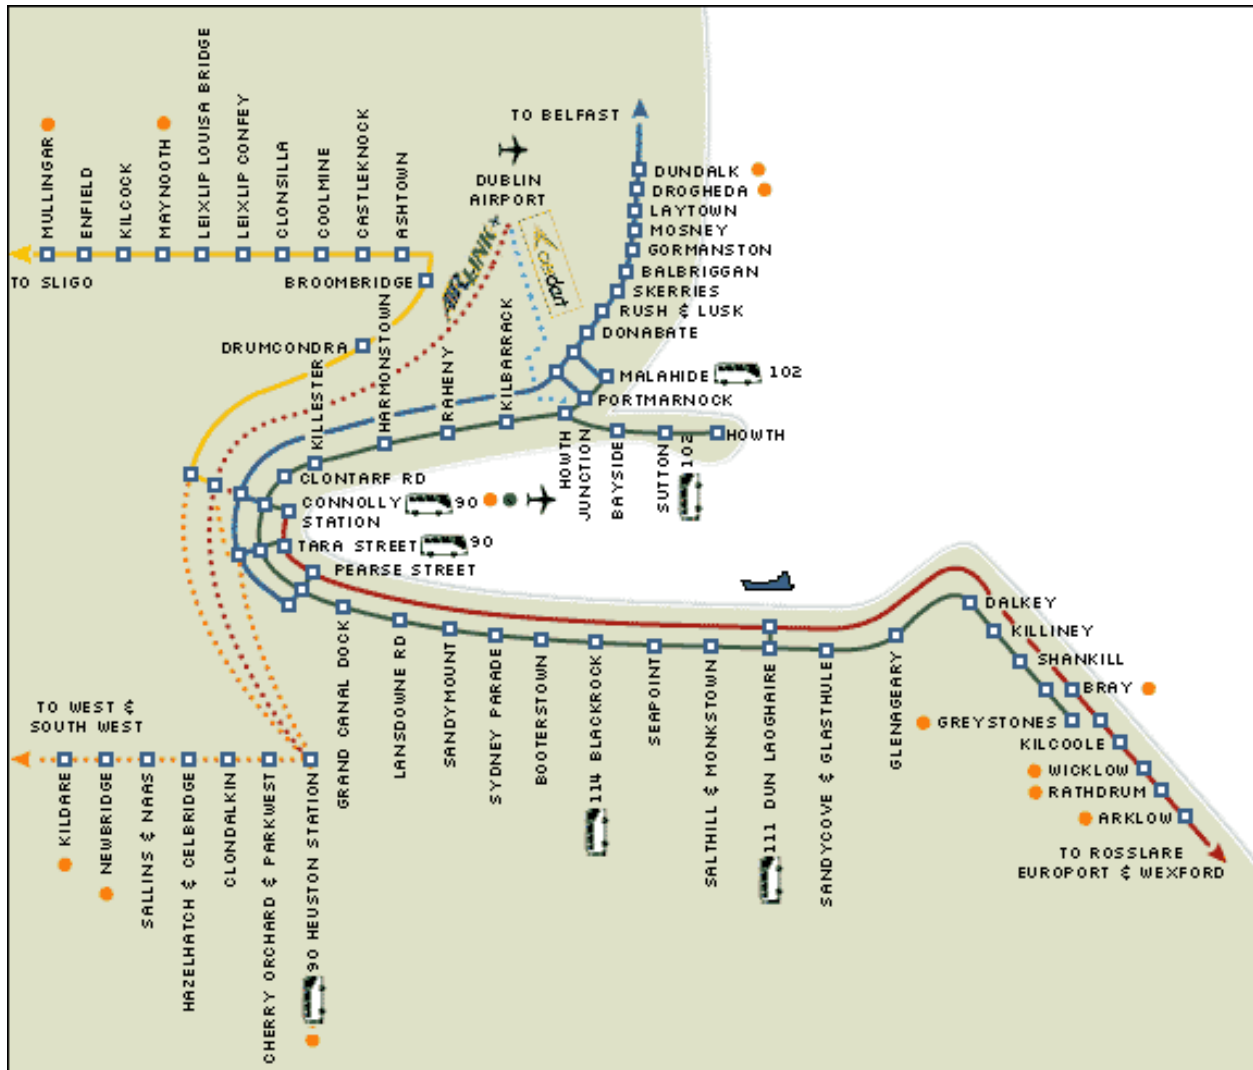 MULLINGAR
ENFIELD
KILCOCK
MAYNOOTH
LEIXLIP LOUISA BRIDGE
LEIXLIP CONFEY
CLONSILLA
COOLMINE
CASTLEKNOCK
ASHTOWN
TO SLIGO
BROOMBRIDGE
DRUMCONDRA
DUBLIN
AIRPORT
AIRLINK
dart
TO BELFAST
DUNDALK
DROGHEDA
LAYTOWN
MOSNEY
GORMANSTON
BALBRIGGAN
SKERRIES
RUSH & LUSK
DONABATE
MALAHIDE 102
PORTMARNOCK
KILLESTER
HARMONSTOWN
RAHENY
KILBARRACK
HOWTH
JUNCTION
BAYSIDE
SUTTON 102
HOWTH
CLONTARF RD
CONNOLLY 90
STATION
TARA STREET 90
PEARSE STREET
GRAND CANAL DOCK
LANSDOWNE RD
SANDYMOUNT
SYDNEY PARADE
BOOTERSTOWN
114 BLACKROCK
SEAPOINT
SALTHILL & MONKSTOWN
111 DUN LAOGHAIRE
SANDYCOVE & GLASTHULE
GLENAGEARY
DALKEY
KILLINEY
SHANKILL
BRAY
GREYSTONES
KILCOOLE
WICKLOW
RATHDRUM
ARKLOW
TO ROSSLARE
EUROPORT & WEXFORD
TO WEST &
SOUTH WEST
KILDARE
NEWBRIDGE
SALLINS & NAAS
HAZELHATCH & CELBRIDGE
CLONDALKIN
CHERRY ORCHARD & PARKWEST
90 HEUSTON STATION